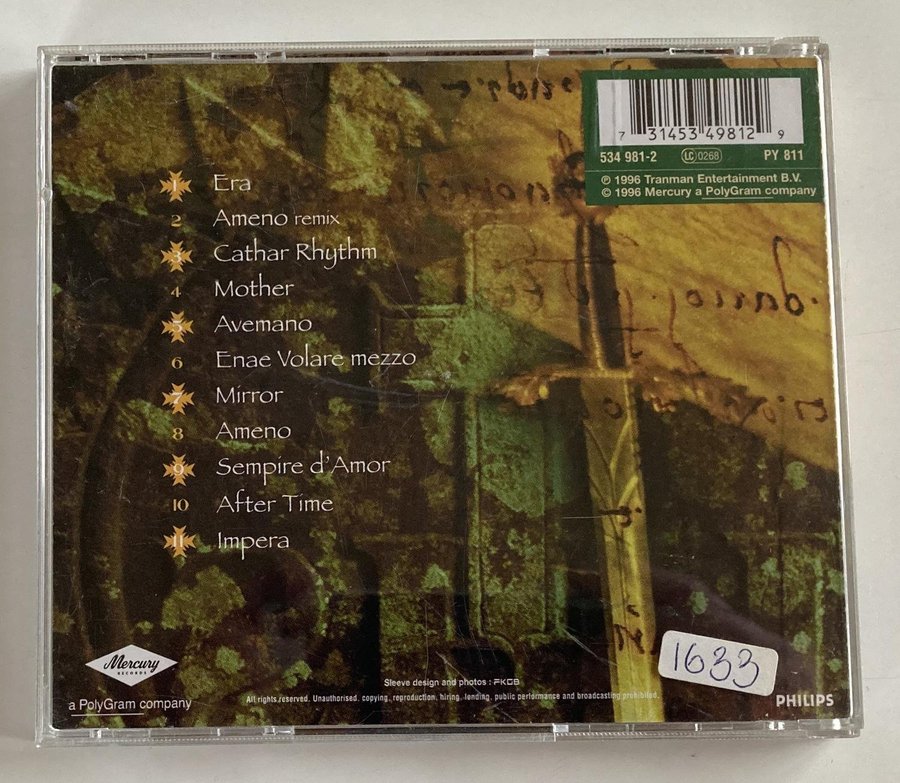 7 31453 49812 9
534 981-2 LC 0268 PY 811
℗ 1996 Tranman Entertainment B.V.
© 1996 Mercury a PolyGram company
1 Era
2 Ameno remix
3 Cathar Rhythm
4 Mother
5 Avemano
6 Enae Volare mezzo
7 Mirror
8 Ameno
9 Sempire d'Amor
10 After Time
11 Impera
1633
Mercury
RECORDS
a PolyGram company
Sleeve design and photos : FKGB
All rights reserved. Unauthorised. copying, reproduction, hiring, lending, public performance and broadcasting prohibited.
PHILIPS